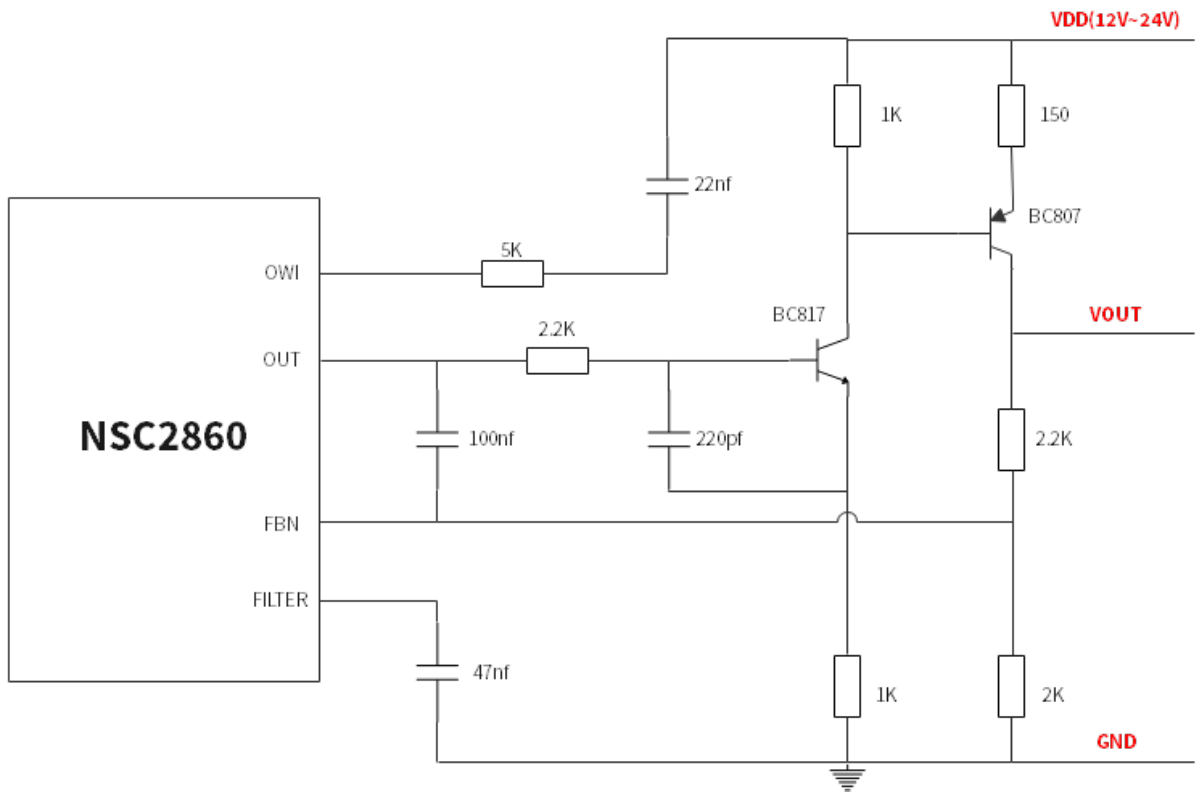 VDD(12V~24V)
1K
150
22nf
BC807
OWI
5K
BC817
VOUT
2.2K
OUT
NSC2860
100nf
220pf
2.2K
FBN
FILTER
47nf
1K
2K
GND